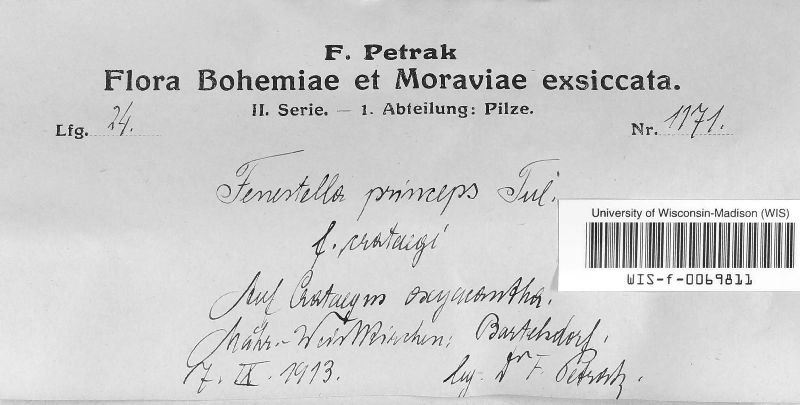 F. Petrak
Flora Bohemiae et Moraviae exsiccata.
II. Serie. — 1. Abteilung: Pilze.
Lfg. 24. Nr. 1171.
Fenestella princeps Tul.
f. crataegi
University of Wisconsin-Madison (WIS)
WIS-f-0069811
Auf Crataegus oxyacantha.
Mähr.-Weisskirchen: Bartelsdorf.
17. IX. 1913. leg. Dr F. Petrak.